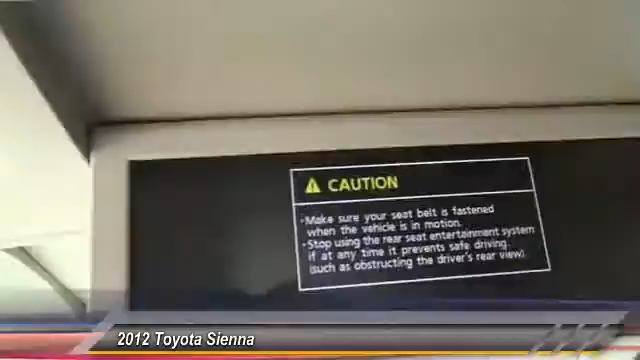 CAUTION
·Make sure your seat belt is fastened
when the vehicle is in motion.
·Stop using the rear seat entertainment system
if at any time it prevents safe driving.
(such as obstructing the driver's rear view)
2012 Toyota Sienna